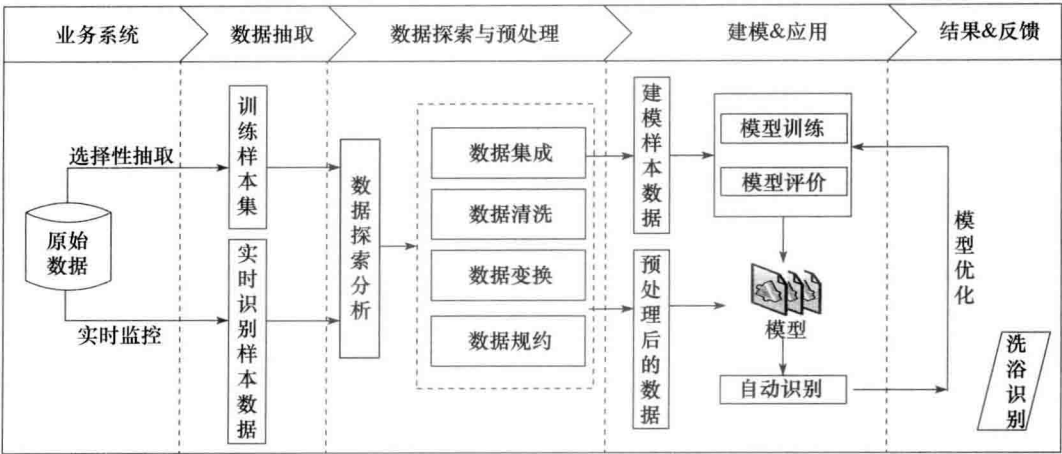 业务系统
数据抽取
数据探索与预处理
建模&应用
结果&反馈
选择性抽取
原始
数据
实时监控
训练样本集
实时识别样本数据
数据探索分析
数据集成
数据清洗
数据变换
数据规约
建模样本数据
预处理后的数据
模型训练
模型评价
模型
自动识别
模型优化
洗浴识别